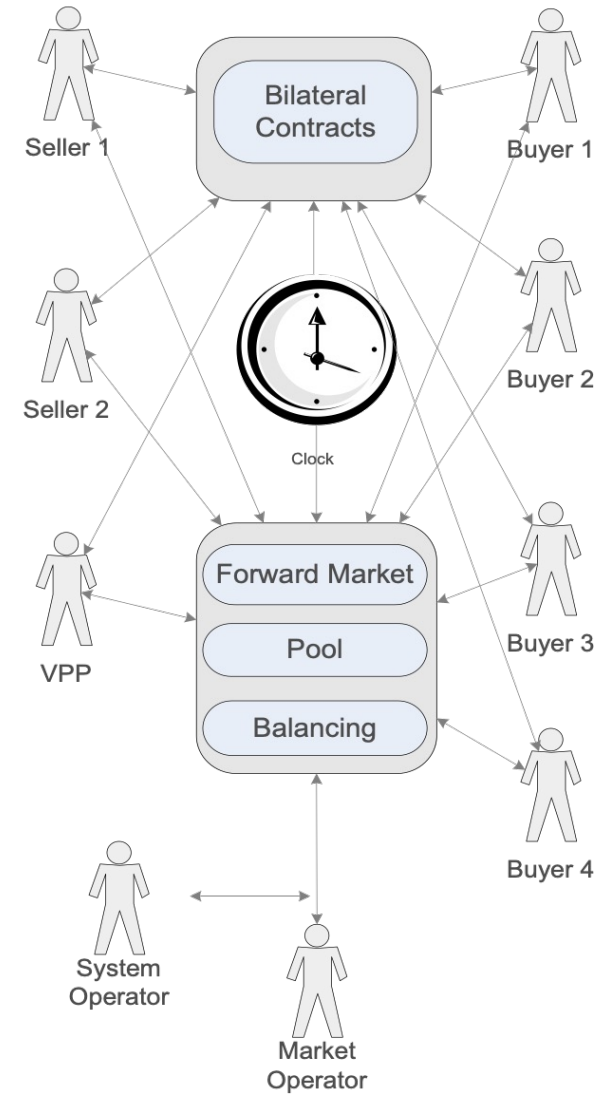 Bilateral
Contracts
Seller 1
Buyer 1
Seller 2
Buyer 2
Clock
Forward Market
Pool
Balancing
VPP
Buyer 3
Buyer 4
System
Operator
Market
Operator